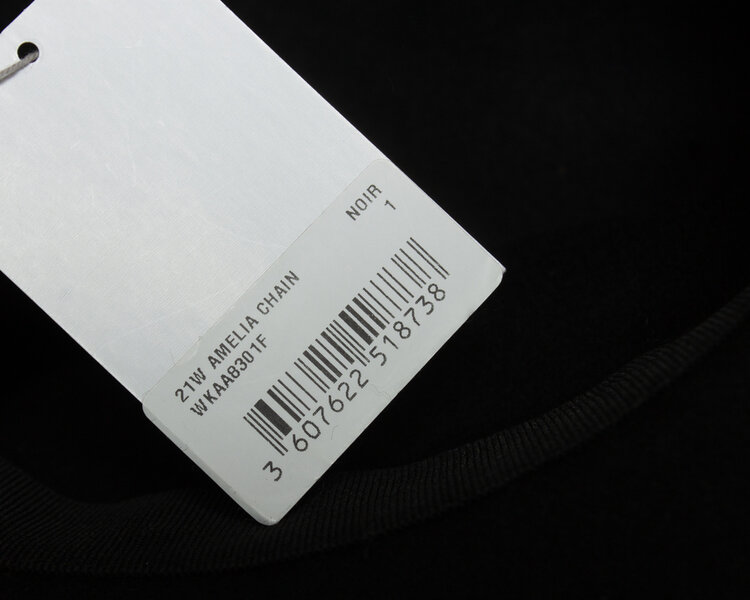 NOIR
1
21W AMELIA CHAIN
WKAA8301F
3 607622 518738